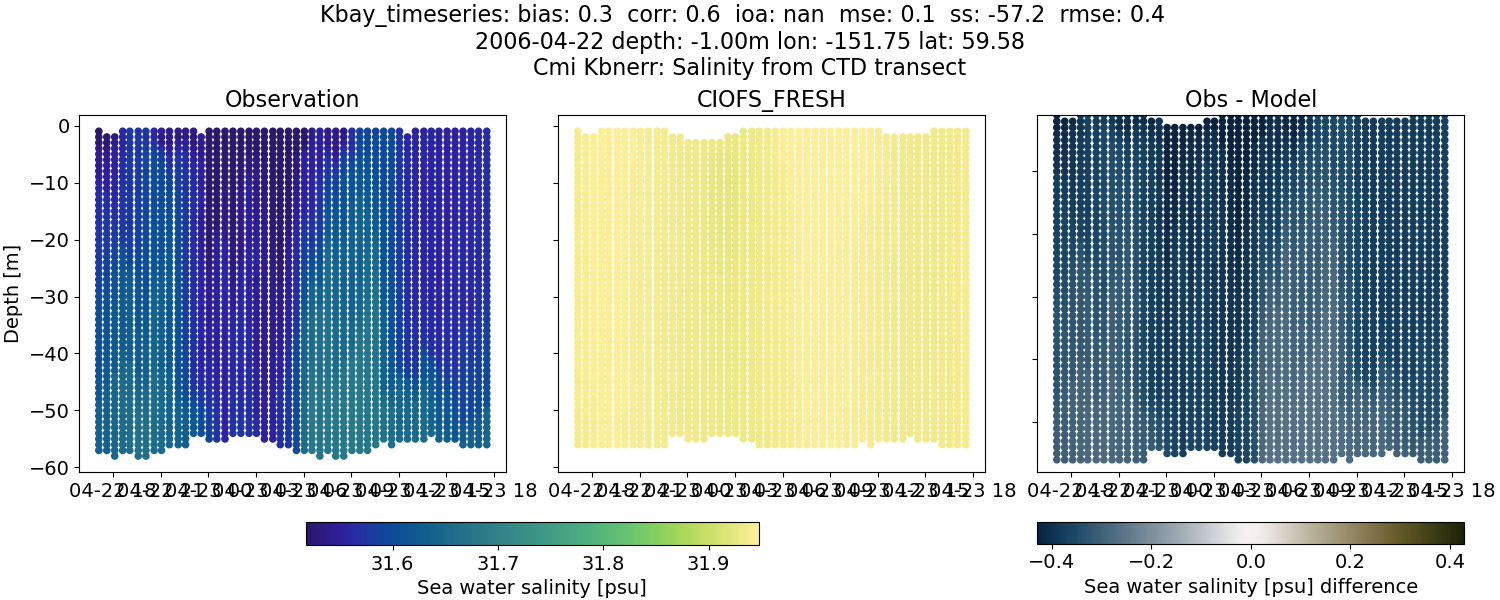 Kbay_timeseries: bias: 0.3 corr: 0.6 ioa: nan mse: 0.1 ss: -57.2 rmse: 0.4
2006-04-22 depth: -1.00m lon: -151.75 lat: 59.58
Cmi Kbnerr: Salinity from CTD transect
Observation
CIOFS_FRESH
Obs - Model
Depth [m]
0
−10
−20
−30
−40
−50
−60
31.6 31.7 31.8 31.9
Sea water salinity [psu]
−0.4 −0.2 0.0 0.2 0.4
Sea water salinity [psu] difference